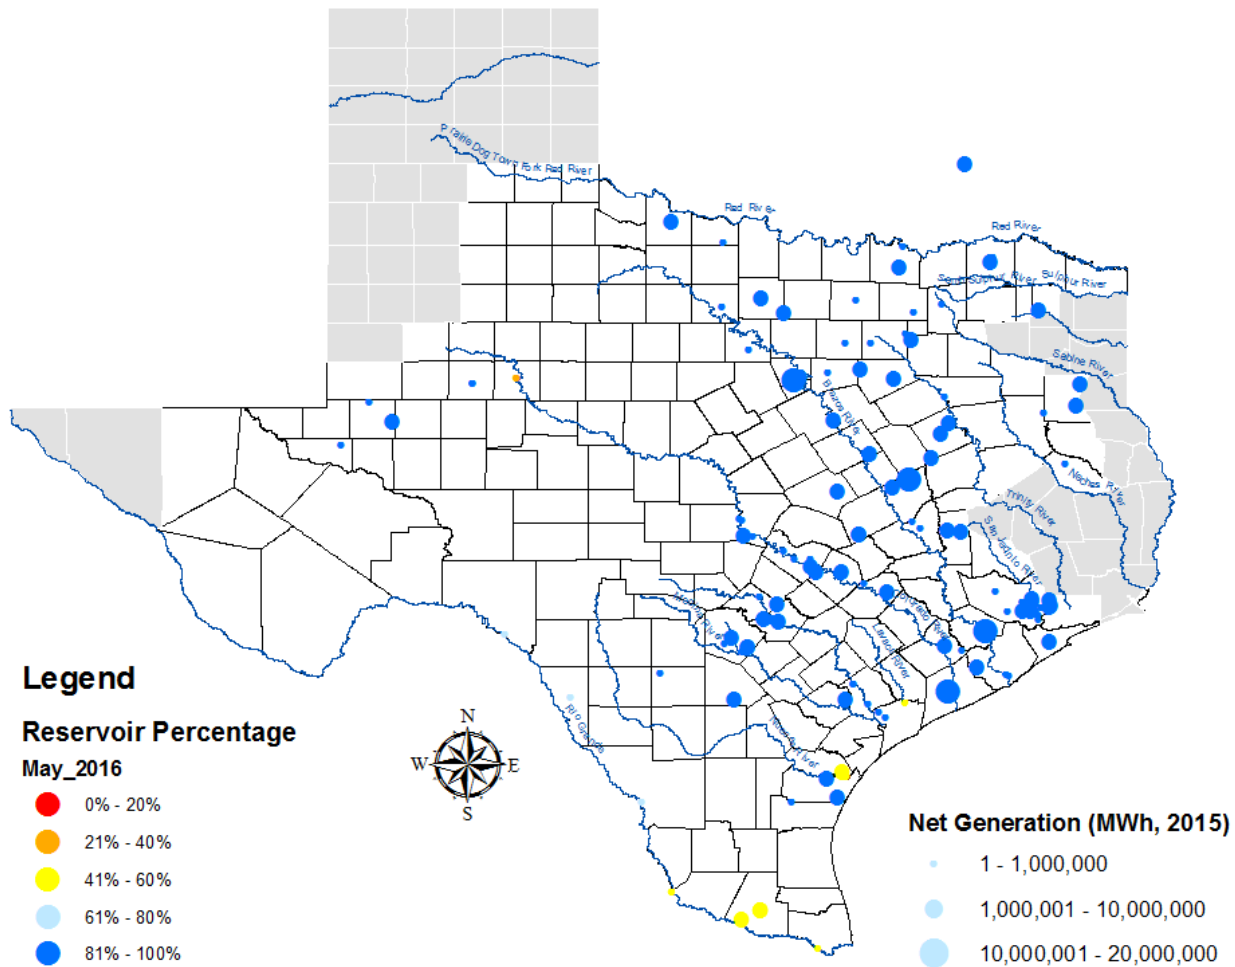 Prairie Dog Town Fork Red River
Red River
Red River
Sulphur River
Sabine River
Brazos River
Neches River
Trinity River
San Jacinto River
Lavaca River
Rio Grande
Nueces River
N
W
E
S
Legend
Reservoir Percentage
May_2016
0% - 20%
21% - 40%
41% - 60%
61% - 80%
81% - 100%
Net Generation (MWh, 2015)
1 - 1,000,000
1,000,001 - 10,000,000
10,000,001 - 20,000,000